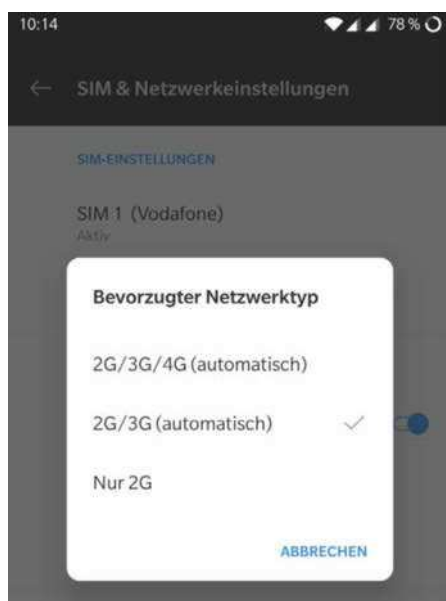 10:14
78 %
SIM & Netzwerkeinstellungen
SIM-EINSTELLUNGEN
SIM 1 (Vodafone)
Aktiv
Bevorzugter Netzwerktyp
2G/3G/4G (automatisch)
2G/3G (automatisch)
Nur 2G
ABBRECHEN